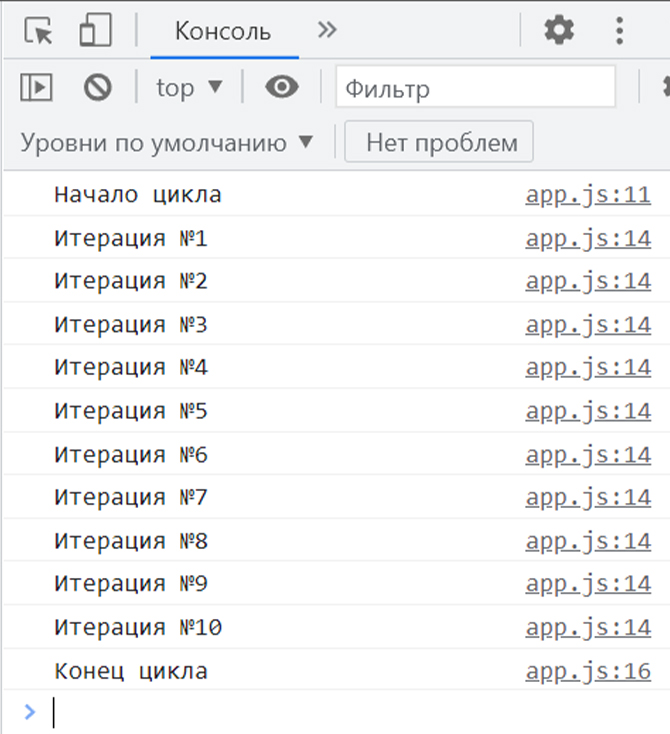 Консоль
top
Фильтр
Уровни по умолчанию Нет проблем
Начало цикла app.js:11
Итерация №1 app.js:14
Итерация №2 app.js:14
Итерация №3 app.js:14
Итерация №4 app.js:14
Итерация №5 app.js:14
Итерация №6 app.js:14
Итерация №7 app.js:14
Итерация №8 app.js:14
Итерация №9 app.js:14
Итерация №10 app.js:14
Конец цикла app.js:16